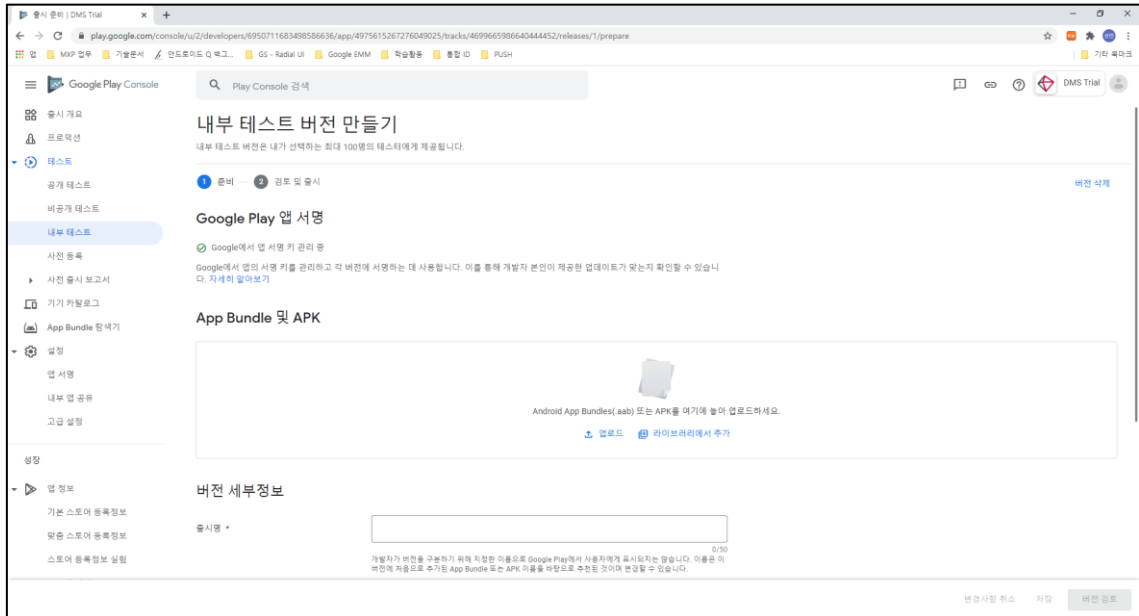 출시 준비 | DMS Trial
play.google.com/console/u/2/developers/6950711683498586636/app/4975615267276049025/tracks/4699665986640444452/releases/1/prepare
앱
MXP 업무
기술문서
안드로이드 Q 백그...
GS - Radial UI
Google EMM
학습활동
통합 ID
PUSH
기타 북마크
Google Play Console
Play Console 검색
DMS Trial
출시 개요
프로덕션
테스트
공개 테스트
비공개 테스트
내부 테스트
사전 등록
사전 출시 보고서
기기 카탈로그
App Bundle 탐색기
설정
앱 서명
내부 앱 공유
고급 설정
성장
앱 정보
기본 스토어 등록정보
맞춤 스토어 등록정보
스토어 등록정보 실험
내부 테스트 버전 만들기
내부 테스트 버전은 내가 선택하는 최대 100명의 테스터에게 제공됩니다.
1 준비 — 2 검토 및 출시
버전 삭제
Google Play 앱 서명
Google에서 앱 서명 키 관리 중
Google에서 앱의 서명 키를 관리하고 각 버전에 서명하는 데 사용합니다. 이를 통해 개발자 본인이 제공한 업데이트가 맞는지 확인할 수 있습니
다. 자세히 알아보기
App Bundle 및 APK
Android App Bundles(.aab) 또는 APK를 여기에 놓아 업로드하세요.
업로드
라이브러리에서 추가
버전 세부정보
출시명 *
0/50
개발자가 버전을 구분하기 위해 지정한 이름으로 Google Play에서 사용자에게 표시되지는 않습니다. 이름은 이
버전에 처음으로 추가된 App Bundle 또는 APK 이름을 바탕으로 추천된 것이며 변경할 수 있습니다.
변경사항 취소
저장
버전 검토